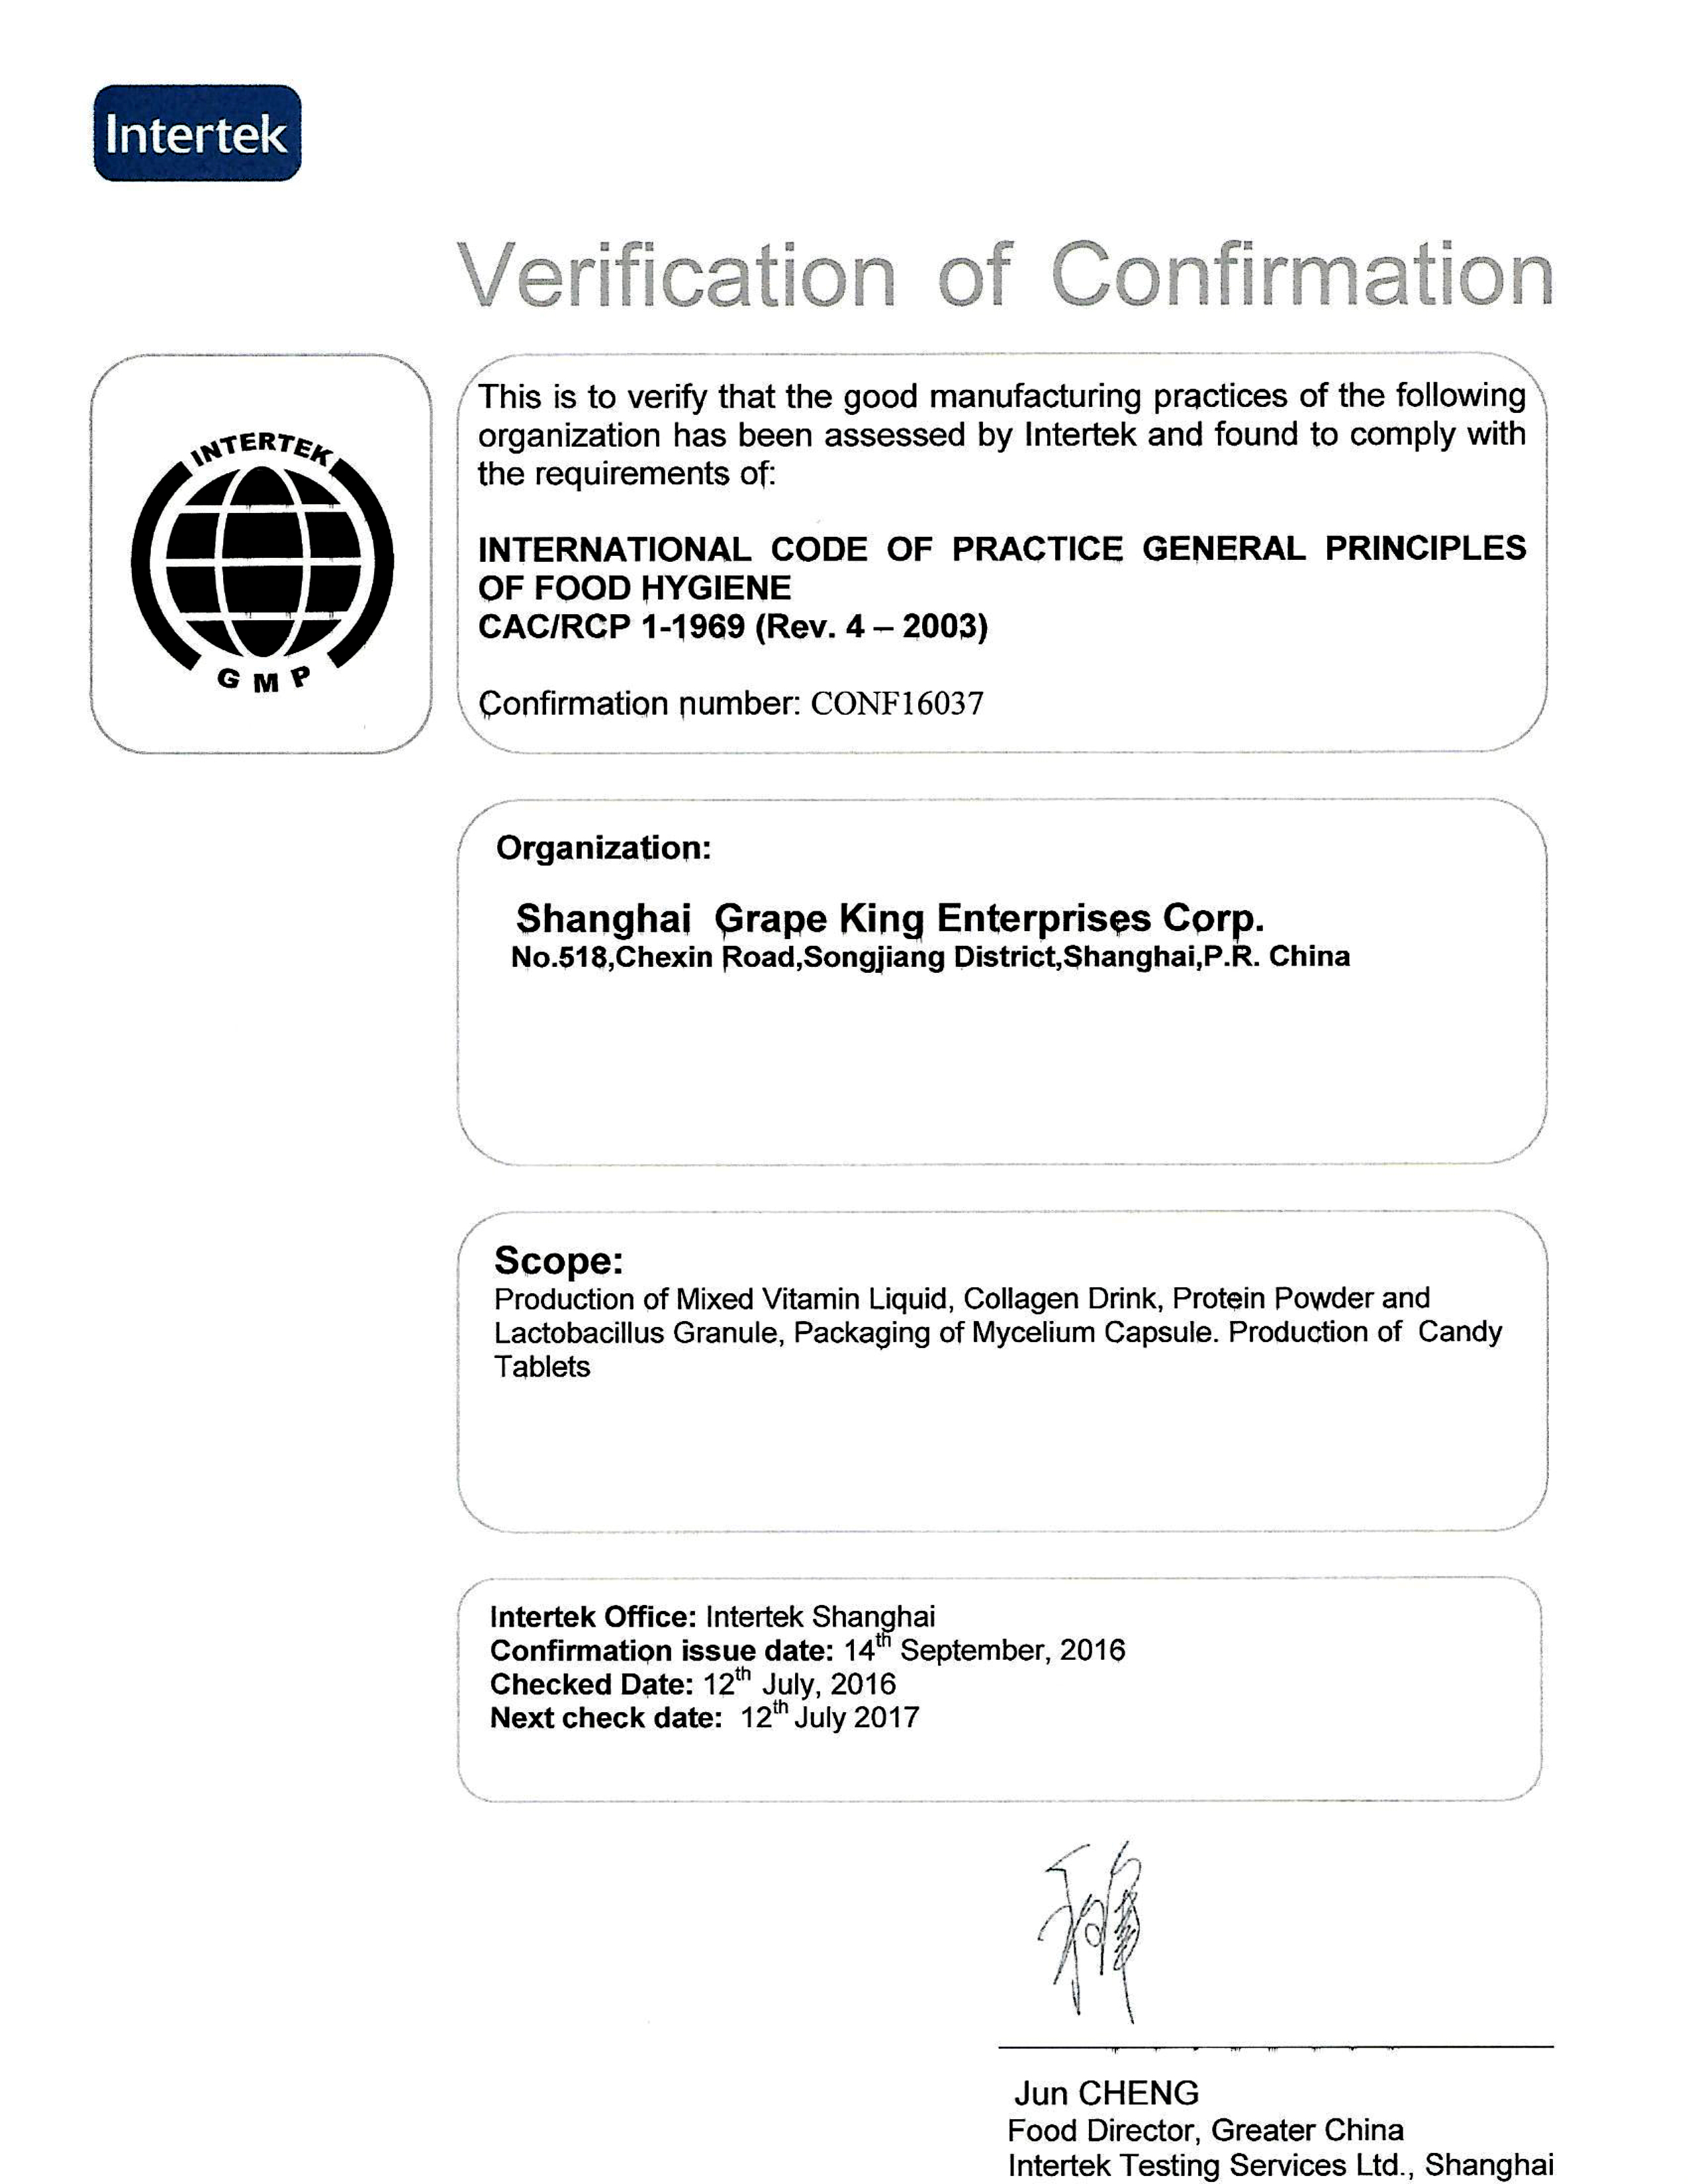 Intertek
Verification of Confirmation
INTERTEK
GMP
This is to verify that the good manufacturing practices of the following
organization has been assessed by Intertek and found to comply with
the requirements of:
INTERNATIONAL CODE OF PRACTICE GENERAL PRINCIPLES
OF FOOD HYGIENE
CAC/RCP 1-1969 (Rev. 4 – 2003)
Confirmation number: CONF16037
Organization:
Shanghai Grape King Enterprises Corp.
No.518,Chexin Road,Songjiang District,Shanghai,P.R. China
Scope:
Production of Mixed Vitamin Liquid, Collagen Drink, Protein Powder and
Lactobacillus Granule, Packaging of Mycelium Capsule. Production of Candy
Tablets
Intertek Office: Intertek Shanghai
Confirmation issue date: 14th September, 2016
Checked Date: 12th July, 2016
Next check date: 12th July 2017
Jun CHENG
Food Director, Greater China
Intertek Testing Services Ltd., Shanghai